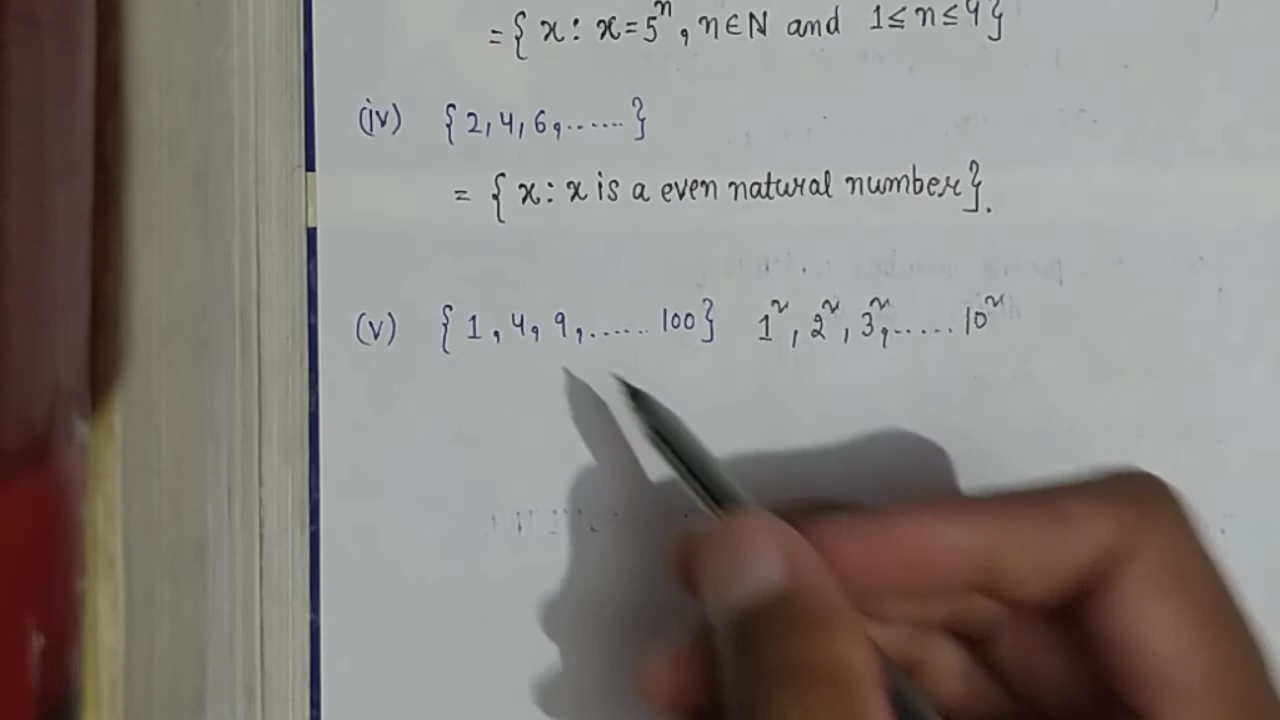 = { x : x = 5ⁿ, n ∈ N and 1 ≤ n ≤ 4 }
(iv) { 2, 4, 6, ...... }
= { x : x is a even natural number }.
(v) { 1, 4, 9, ...... 100 } 1², 2², 3², ...... 10²